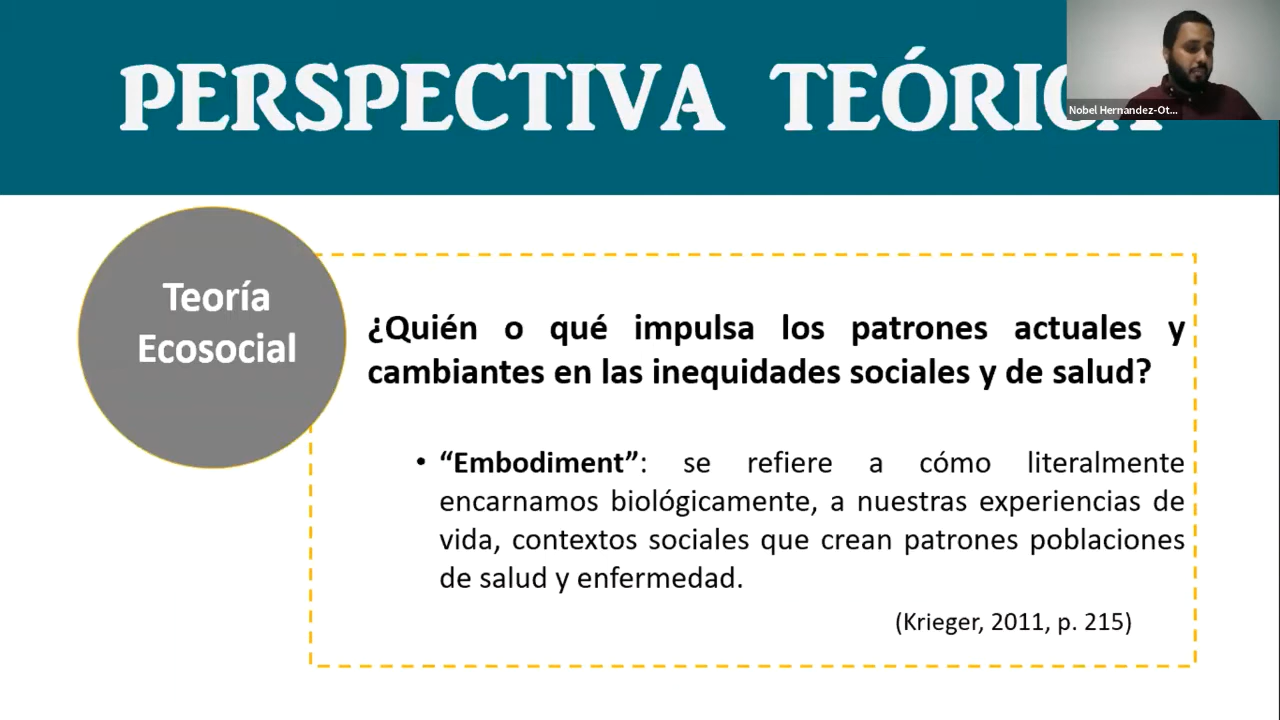 PERSPECTIVA TEÓRICA
Nobel Hernandez-Ot...
Teoría
Ecosocial
¿Quién o qué impulsa los patrones actuales y
cambiantes en las inequidades sociales y de salud?
• “Embodiment”: se refiere a cómo literalmente
encarnamos biológicamente, a nuestras experiencias de
vida, contextos sociales que crean patrones poblaciones
de salud y enfermedad.
(Krieger, 2011, p. 215)